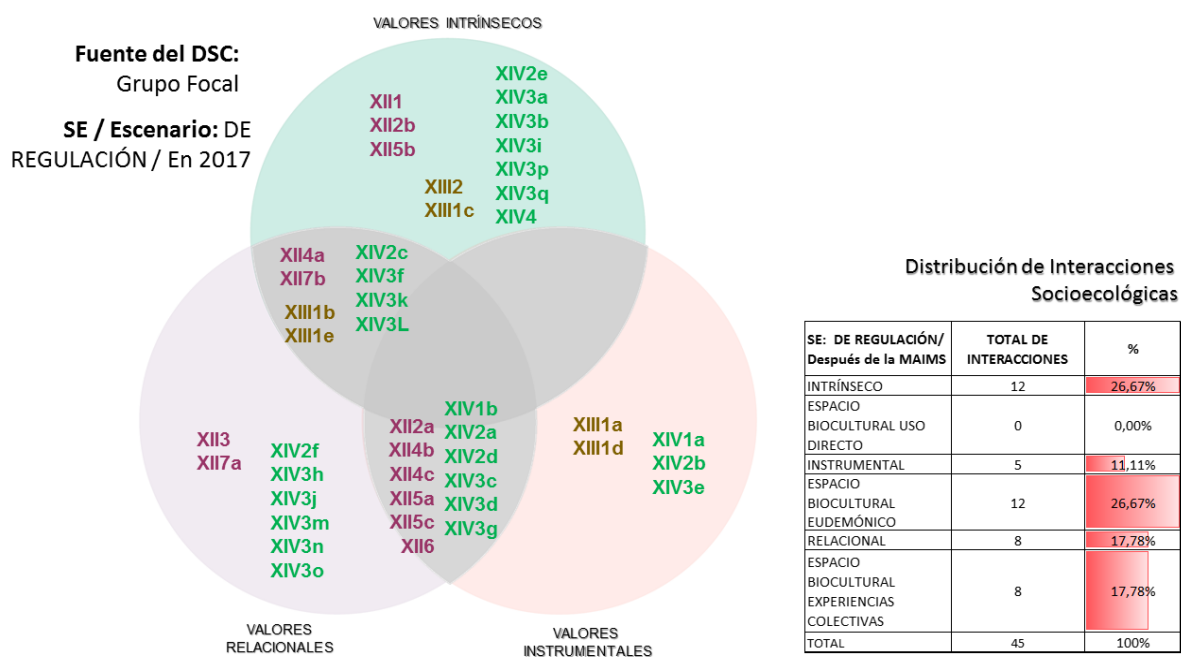 VALORES INTRÍNSECOS
Fuente del DSC:
Grupo Focal
SE / Escenario: DE
REGULACIÓN / En 2017
XII1
XII2b
XII5b
XIII2
XIII1c
XIV2e
XIV3a
XIV3b
XIV3i
XIV3p
XIV3q
XIV4
XII4a
XII7b
XIII1b
XIII1e
XIV2c
XIV3f
XIV3k
XIV3L
XII3
XII7a
XIV2f
XIV3h
XIV3j
XIV3m
XIV3n
XIV3o
XII2a
XII4b
XII4c
XII5a
XII5c
XII6
XIV1b
XIV2a
XIV2d
XIV3c
XIV3d
XIV3g
XIII1a
XIII1d
XIV1a
XIV2b
XIV3e
VALORES
RELACIONALES
VALORES
INSTRUMENTALES
Distribución de Interacciones
Socioecológicas
SE: DE REGULACIÓN/ TOTAL DE %
Después de la MAIMS INTERACCIONES
INTRÍNSECO 12 26,67%
ESPACIO
BIOCULTURAL USO 0 0,00%
DIRECTO
INSTRUMENTAL 5 11,11%
ESPACIO
BIOCULTURAL 12 26,67%
EUDEMÓNICO
RELACIONAL 8 17,78%
ESPACIO
BIOCULTURAL 8 17,78%
EXPERIENCIAS
COLECTIVAS
TOTAL 45 100%